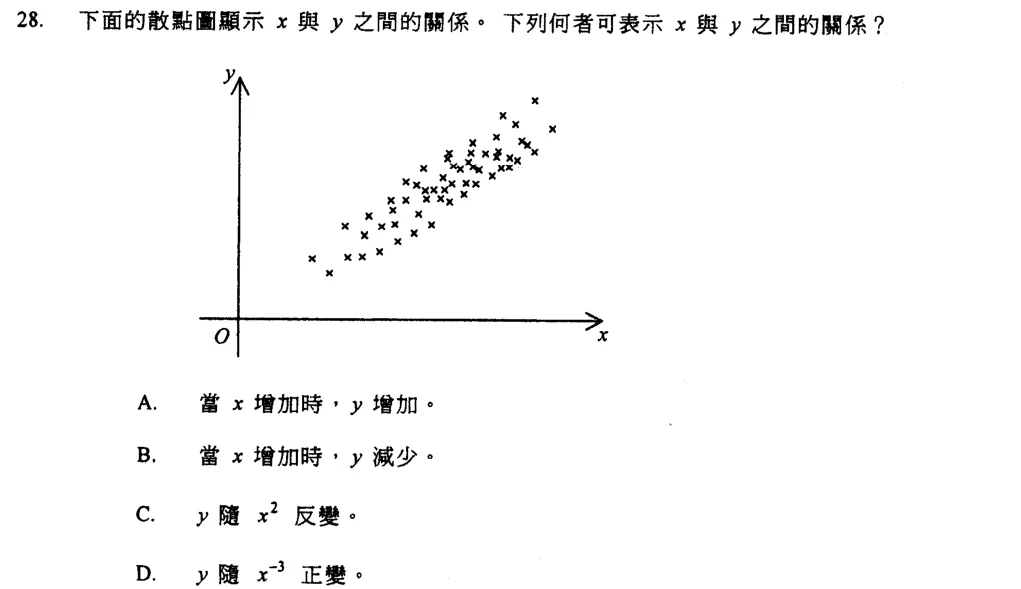 28. 下面的散點圖顯示 x 與 y 之間的關係。 下列何者可表示 x 與 y 之間的關係？
y
O
x
A. 當 x 增加時，y 增加。
B. 當 x 增加時，y 減少。
C. y 隨 x² 反變。
D. y 隨 x⁻³ 正變。